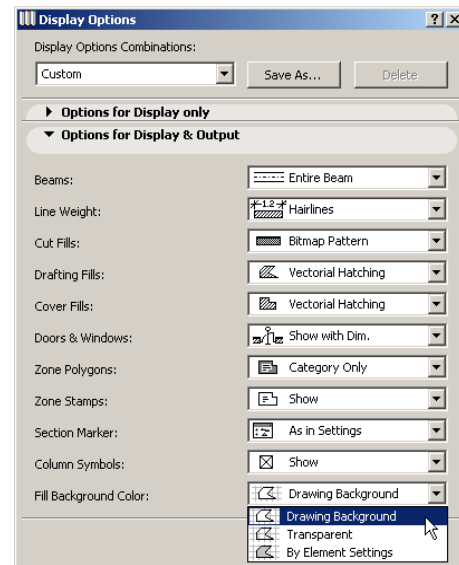 Display Options
Display Options Combinations:
Custom Save As... Delete
Options for Display only
Options for Display & Output
Beams: Entire Beam
Line Weight: 1.2 Hairlines
Cut Fills: Bitmap Pattern
Drafting Fills: Vectorial Hatching
Cover Fills: Vectorial Hatching
Doors & Windows: Show with Dim.
Zone Polygons: Category Only
Zone Stamps: Show
Section Marker: As in Settings
Column Symbols: Show
Fill Background Color: Drawing Background
Drawing Background
Transparent
By Element Settings